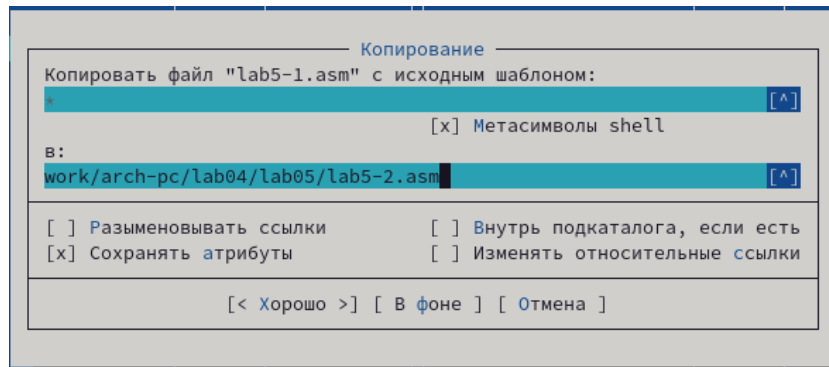 Копирование
Копировать файл "lab5-1.asm" с исходным шаблоном:
* [^]
[x] Метасимволы shell
в:
work/arch-pc/lab04/lab05/lab5-2.asm [^]
[ ] Разыменовывать ссылки [ ] Внутрь подкаталога, если есть
[x] Сохранять атрибуты [ ] Изменять относительные ссылки
[< Хорошо >] [ В фоне ] [ Отмена ]